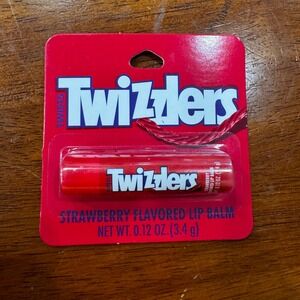 Twizzlers
Twizzlers
STRAWBERRY FLAVORED LIP BALM
NET WT. 0.12 OZ (3.4 g)